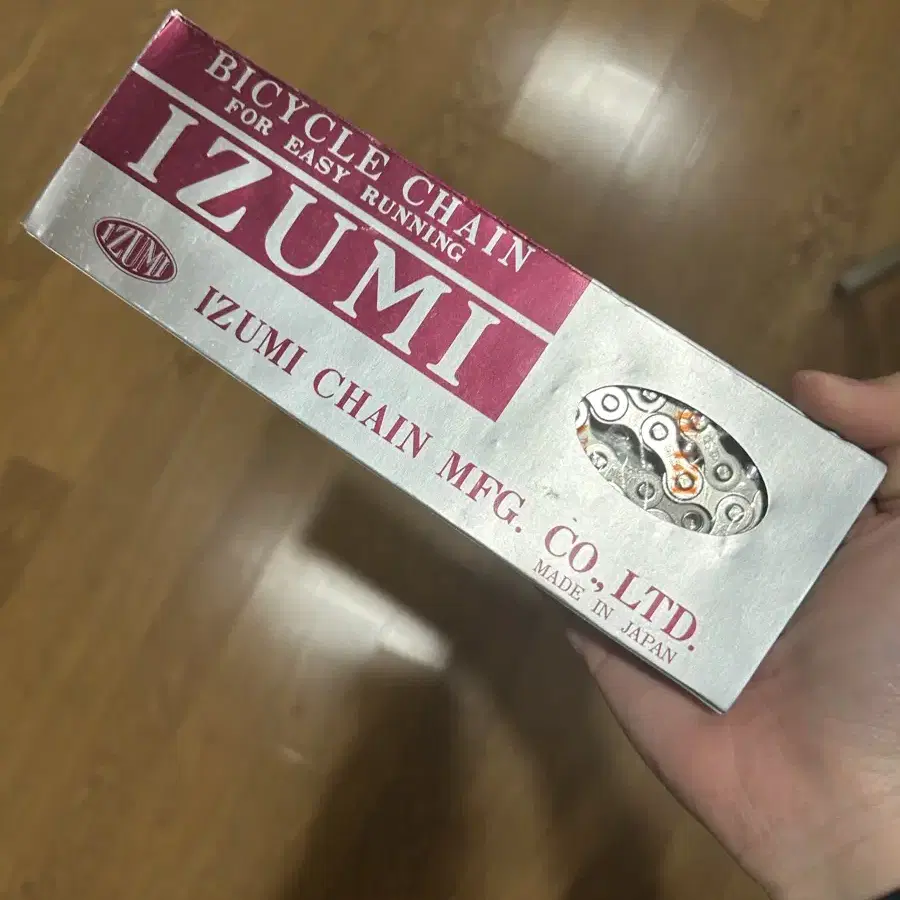 BICYCLE CHAIN
FOR EASY RUNNING
IZUMI
IZUMI
IZUMI CHAIN MFG. CO., LTD.
MADE IN JAPAN